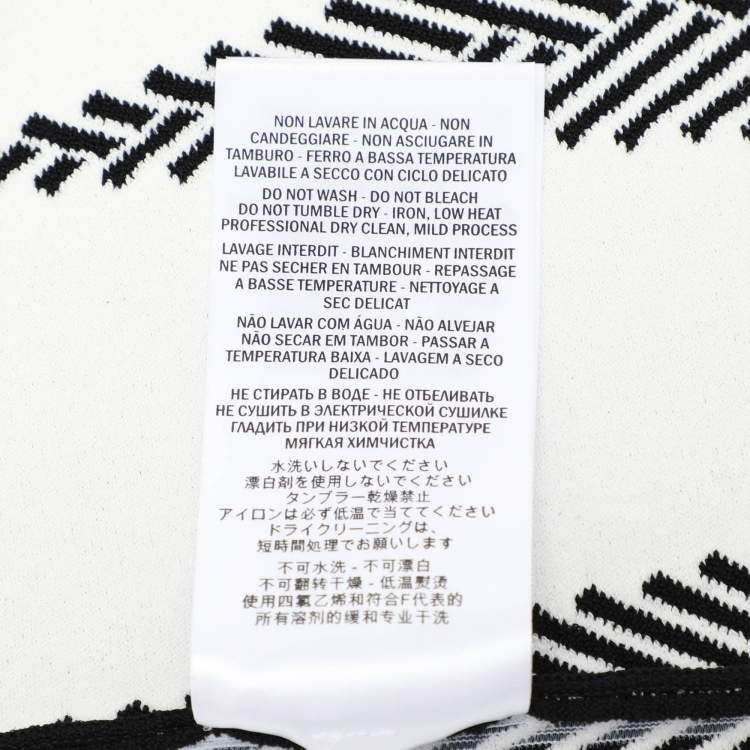 NON LAVARE IN ACQUA - NON
CANDEGGIARE - NON ASCIUGARE IN
TAMBURO - FERRO A BASSA TEMPERATURA
LAVABILE A SECCO CON CICLO DELICATO
DO NOT WASH - DO NOT BLEACH
DO NOT TUMBLE DRY - IRON, LOW HEAT
PROFESSIONAL DRY CLEAN, MILD PROCESS
LAVAGE INTERDIT - BLANCHIMENT INTERDIT
NE PAS SECHER EN TAMBOUR - REPASSAGE
A BASSE TEMPERATURE - NETTOYAGE A
SEC DELICAT
NÃO LAVAR COM ÁGUA - NÃO ALVEJAR
NÃO SECAR EM TAMBOR - PASSAR A
TEMPERATURA BAIXA - LAVAGEM A SECO
DELICADO
НЕ СТИРАТЬ В ВОДЕ - НЕ ОТБЕЛИВАТЬ
НЕ СУШИТЬ В ЭЛЕКТРИЧЕСКОЙ СУШИЛКЕ
ГЛАДИТЬ ПРИ НИЗКОЙ ТЕМПЕРАТУРЕ
МЯГКАЯ ХИМЧИСТКА
水洗いしないでください
漂白剤を使用しないでください
タンブラー乾燥禁止
アイロンは必ず低温で当ててください
ドライクリーニングは、
短時間処理でお願いします
不可水洗 - 不可漂白
不可翻转干燥 - 低温熨烫
使用四氯乙烯和符合F代表的
所有溶剂的缓和专业干洗